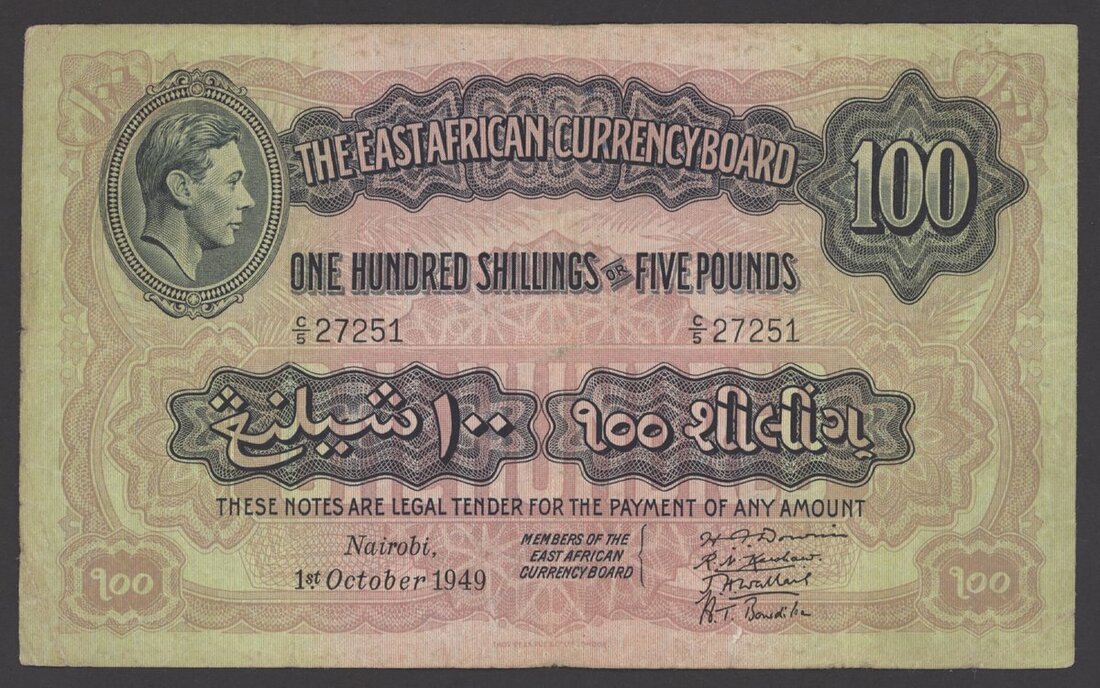 THE EAST AFRICAN CURRENCY BOARD
100
ONE HUNDRED SHILLINGS OR FIVE POUNDS
C/5 27251
C/5 27251
١٠٠ شيلنج
૧૦૦ શીલીંગ
THESE NOTES ARE LEGAL TENDER FOR THE PAYMENT OF ANY AMOUNT
Nairobi,
1st October 1949
MEMBERS OF THE
EAST AFRICAN
CURRENCY BOARD
૧૦૦
૧૦૦